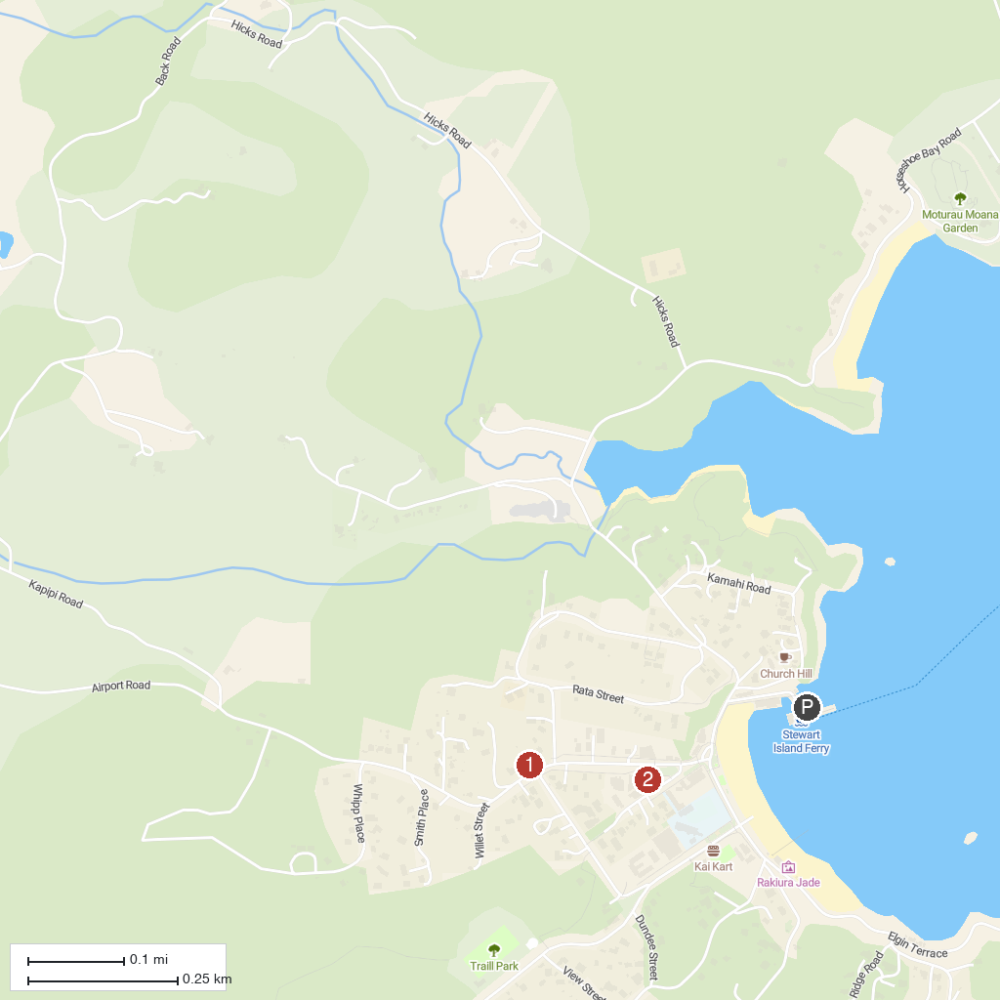 Hicks Road
Back Road
Hicks Road
Horseshoe Bay Road
Moturau Moana
Garden
Hicks Road
Kamahi Road
Kapipi Road
Church Hill
Airport Road
Rata Street
P
Stewart
Island Ferry
1
2
Whipp Place
Smith Place
Willet Street
Kai Kart
Rakiura Jade
Dundee Street
Elgin Terrace
Traill Park
View Street
Ridge Road
0.1 mi
0.25 km